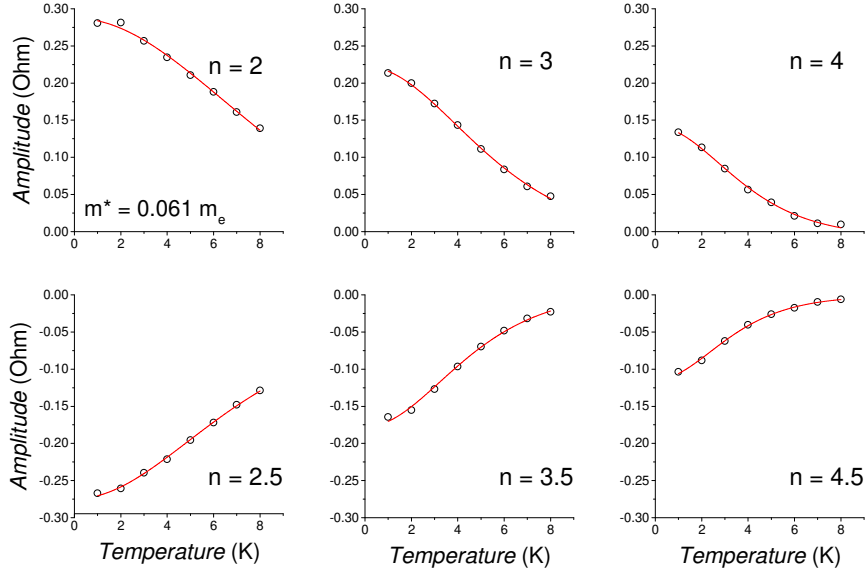 Amplitude (Ohm)
0.30
0.25
0.20
0.15
0.10
0.05
0.00
0 2 4 6 8
n = 2
m* = 0.061 m_e
0.30
0.25
0.20
0.15
0.10
0.05
0.00
0 2 4 6 8
n = 3
0.30
0.25
0.20
0.15
0.10
0.05
0.00
0 2 4 6 8
n = 4
Amplitude (Ohm)
0.00
-0.05
-0.10
-0.15
-0.20
-0.25
-0.30
0 2 4 6 8
n = 2.5
Temperature (K)
0.00
-0.05
-0.10
-0.15
-0.20
-0.25
-0.30
0 2 4 6 8
n = 3.5
Temperature (K)
0.00
-0.05
-0.10
-0.15
-0.20
-0.25
-0.30
0 2 4 6 8
n = 4.5
Temperature (K)